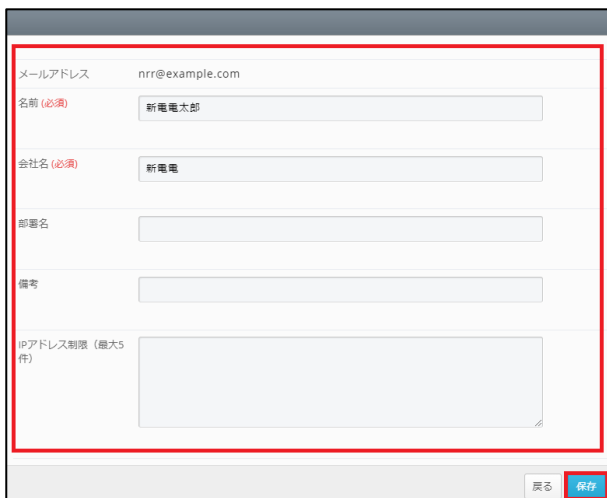 メールアドレス nrr@example.com
名前 (必須) 新電電太郎
会社名 (必須) 新電電
部署名
備考
IPアドレス制限（最大5
件）
戻る 保存